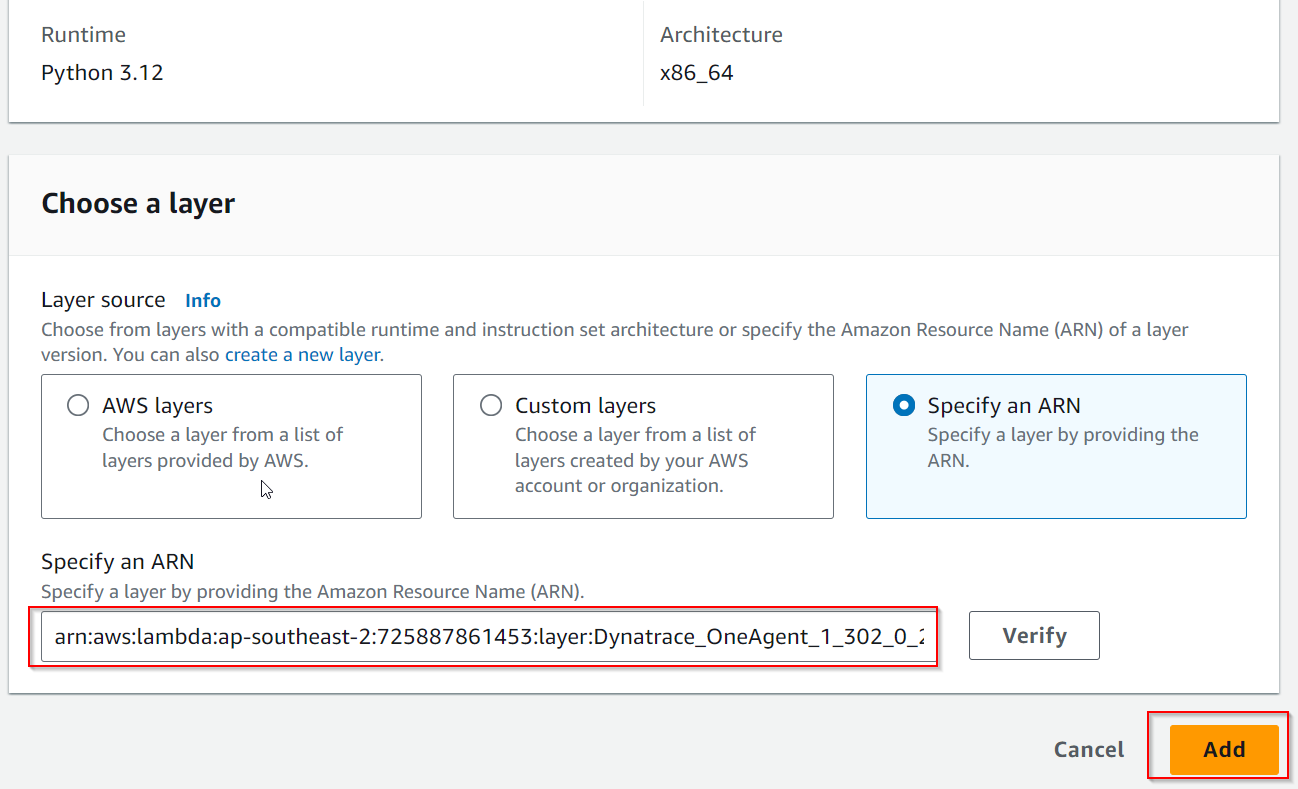 Runtime
Architecture
Python 3.12
x86_64
Choose a layer
Layer source Info
Choose from layers with a compatible runtime and instruction set architecture or specify the Amazon Resource Name (ARN) of a layer
version. You can also create a new layer.
AWS layers
Choose a layer from a list of
layers provided by AWS.
Custom layers
Choose a layer from a list of
layers created by your AWS
account or organization.
Specify an ARN
Specify a layer by providing the
ARN.
Specify an ARN
Specify a layer by providing the Amazon Resource Name (ARN).
arn:aws:lambda:ap-southeast-2:725887861453:layer:Dynatrace_OneAgent_1_302_0_2
Verify
Cancel
Add